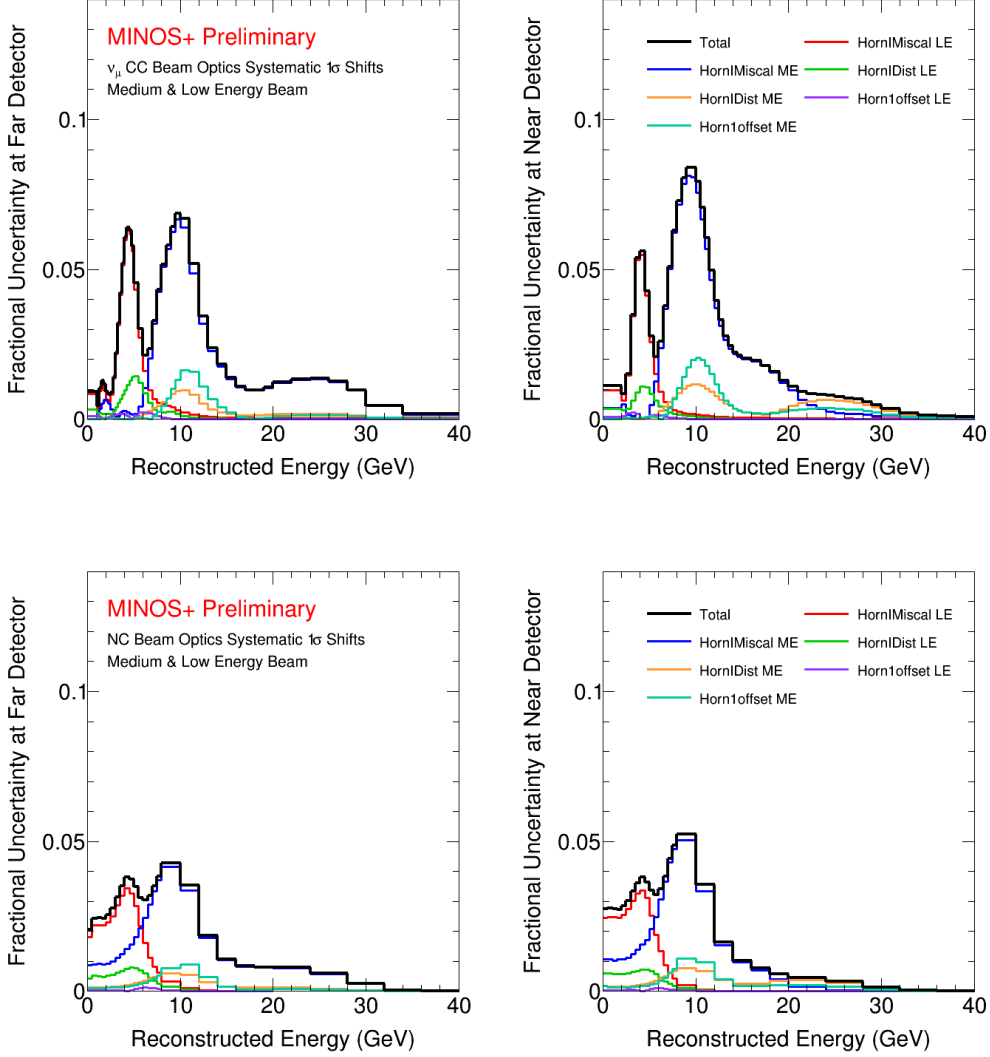 MINOS+ Preliminary
ν_μ CC Beam Optics Systematic 1σ Shifts
Medium & Low Energy Beam
Fractional Uncertainty at Far Detector
0.1
0.05
0
0 10 20 30 40
Reconstructed Energy (GeV)
Total
HornIMiscal ME
HornIDist ME
Horn1offset ME
HornIMiscal LE
HornIDist LE
Horn1offset LE
Fractional Uncertainty at Near Detector
0.1
0.05
0
0 10 20 30 40
Reconstructed Energy (GeV)
MINOS+ Preliminary
NC Beam Optics Systematic 1σ Shifts
Medium & Low Energy Beam
Fractional Uncertainty at Far Detector
0.1
0.05
0
0 10 20 30 40
Reconstructed Energy (GeV)
Total
HornIMiscal ME
HornIDist ME
Horn1offset ME
HornIMiscal LE
HornIDist LE
Horn1offset LE
Fractional Uncertainty at Near Detector
0.1
0.05
0
0 10 20 30 40
Reconstructed Energy (GeV)